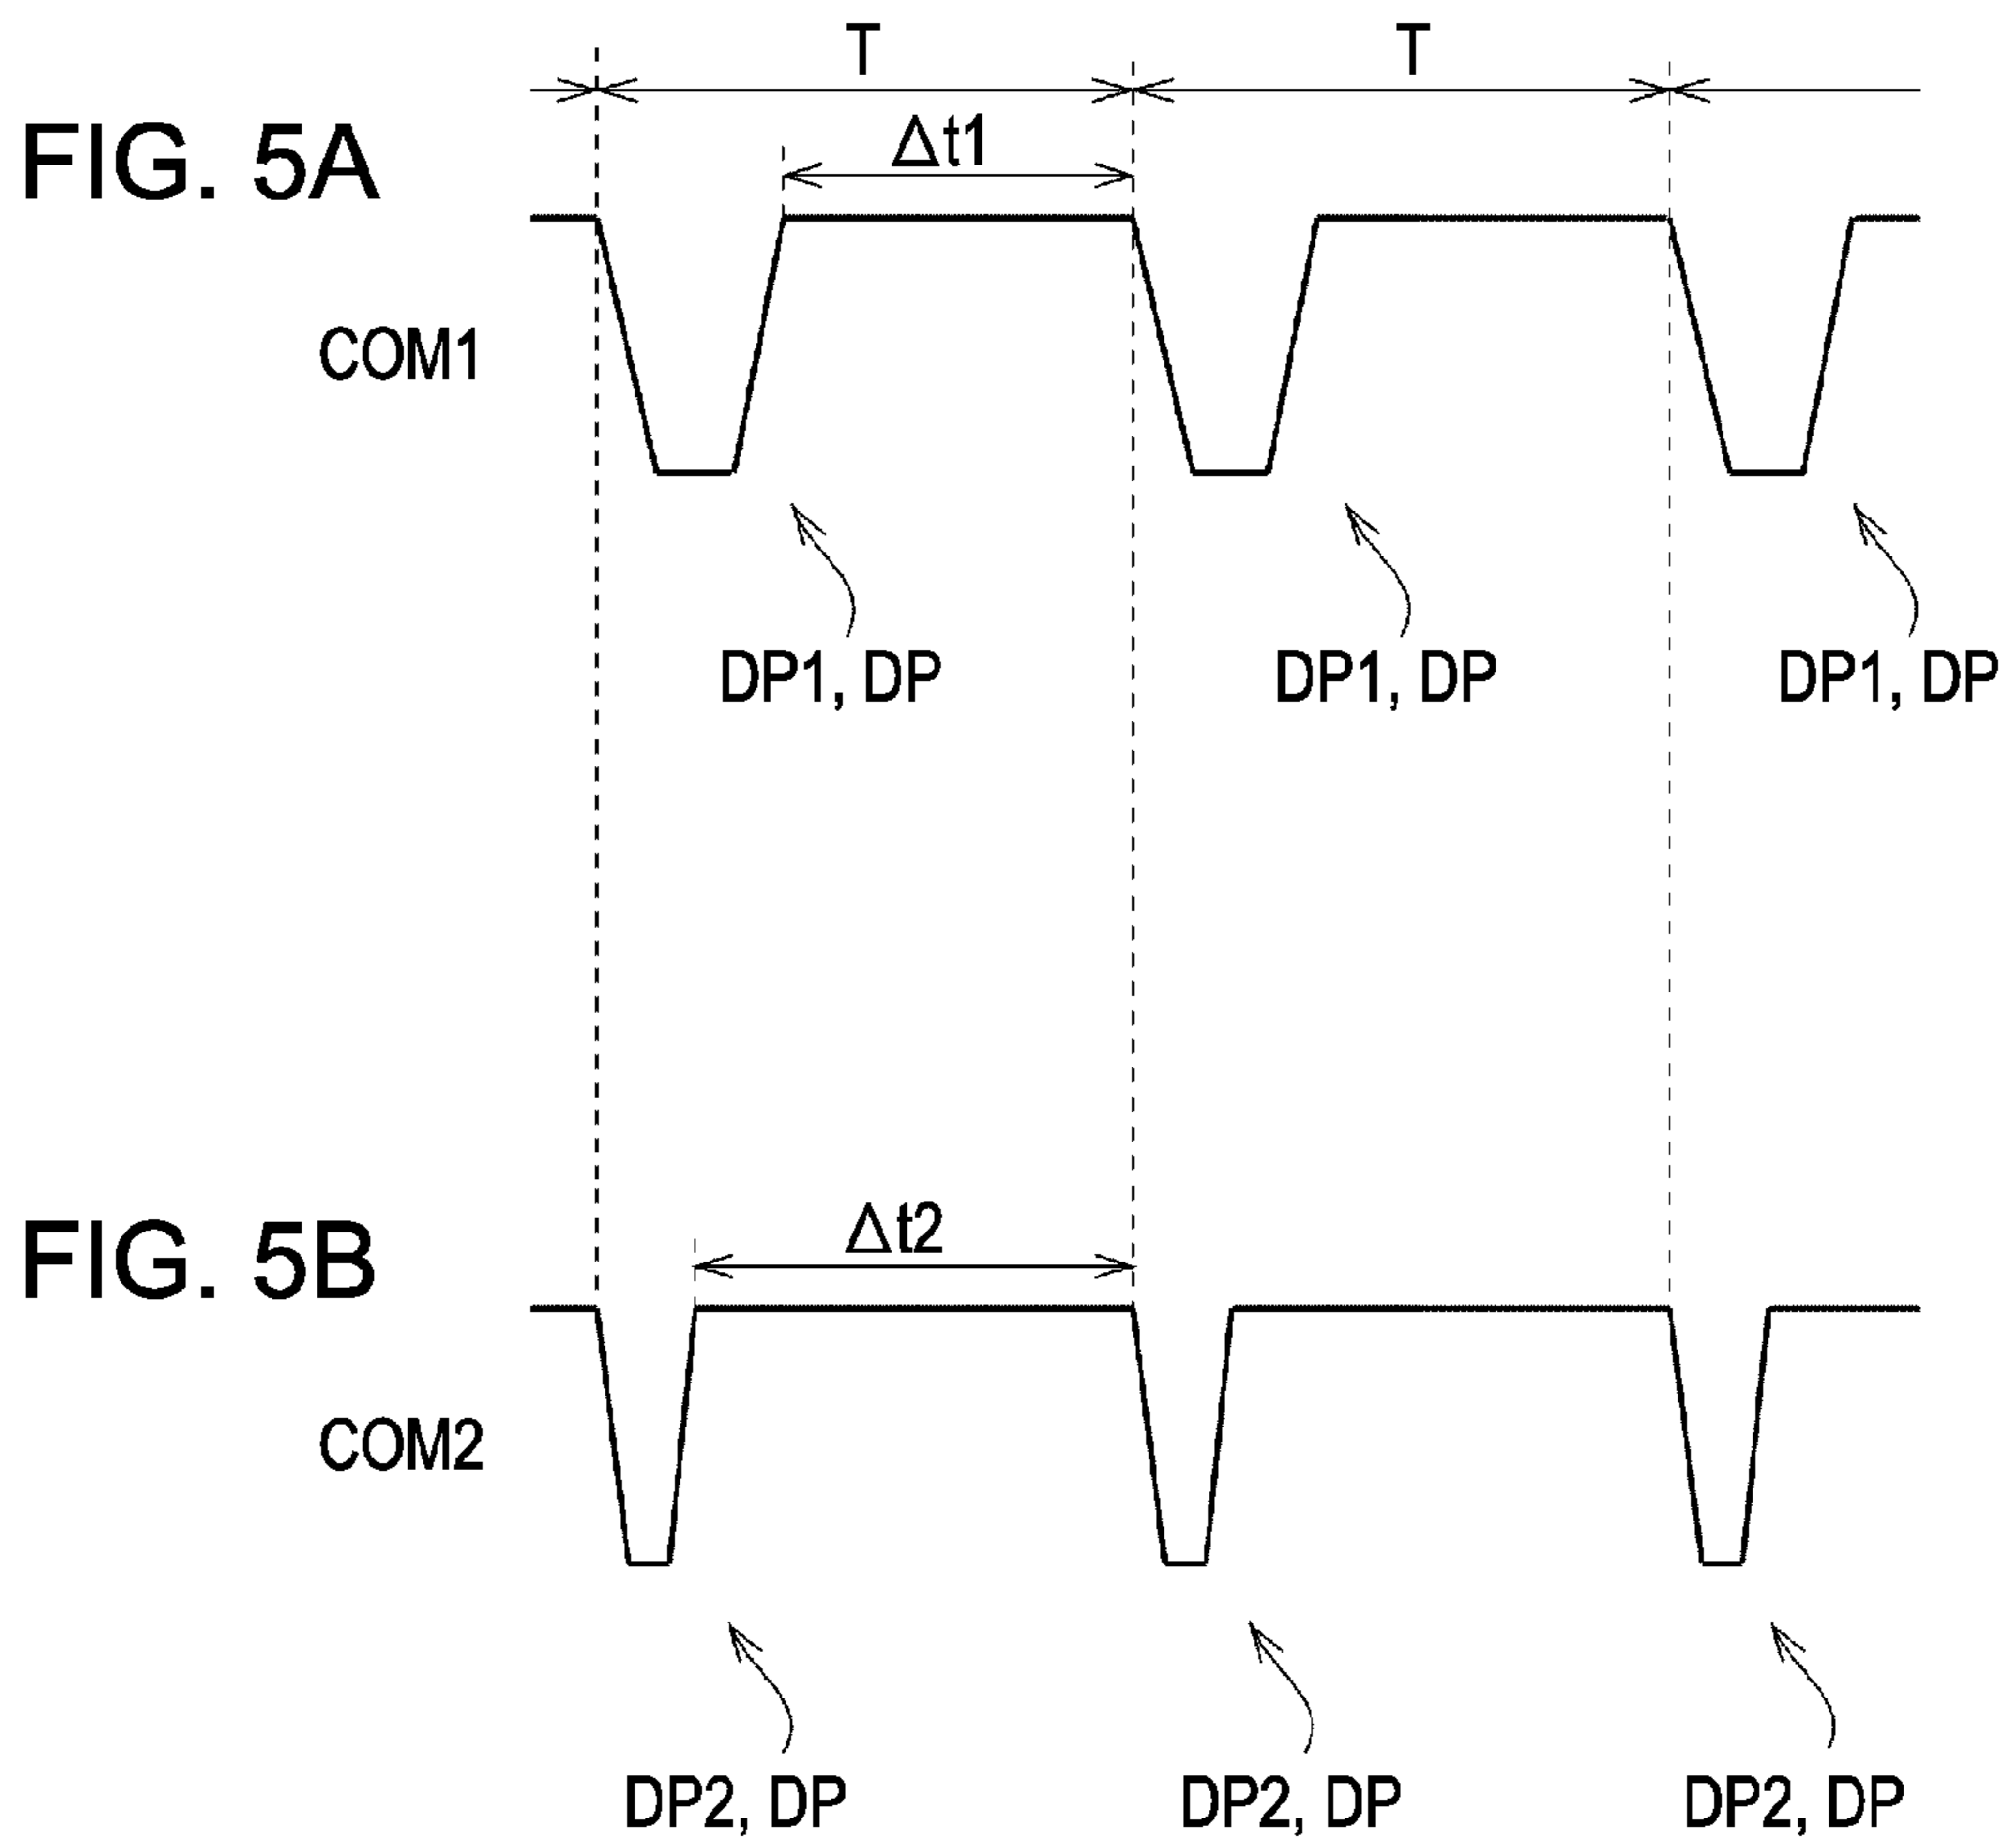 T T
Δt1
FIG. 5A
COM1
DP1, DP DP1, DP DP1, DP
Δt2
FIG. 5B
COM2
DP2, DP DP2, DP DP2, DP